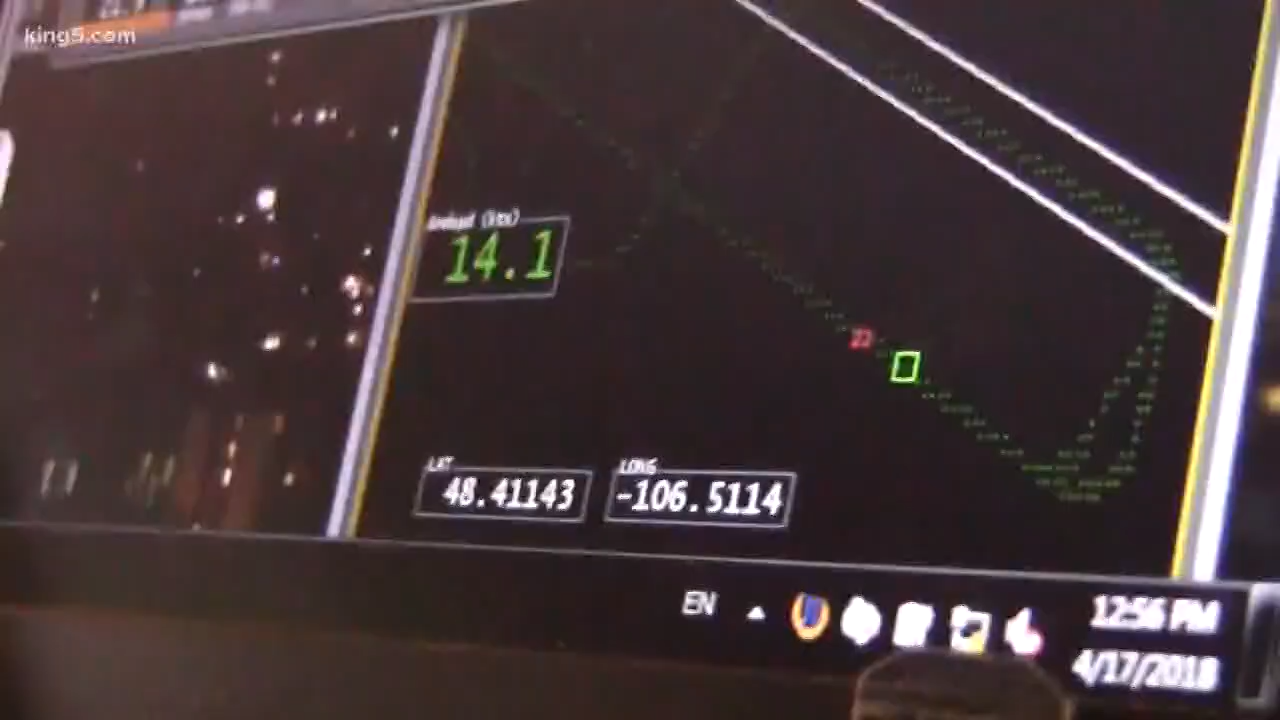 king5.com
14.1
LAT
LONG
48.41143
-106.5114
EN
12:56 PM
4/17/2018